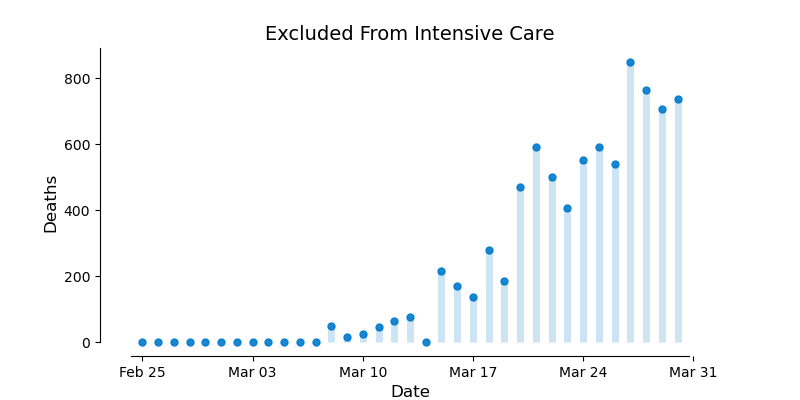 Excluded From Intensive Care
800
600
400
200
0
Deaths
Feb 25
Mar 03
Mar 10
Mar 17
Mar 24
Mar 31
Date